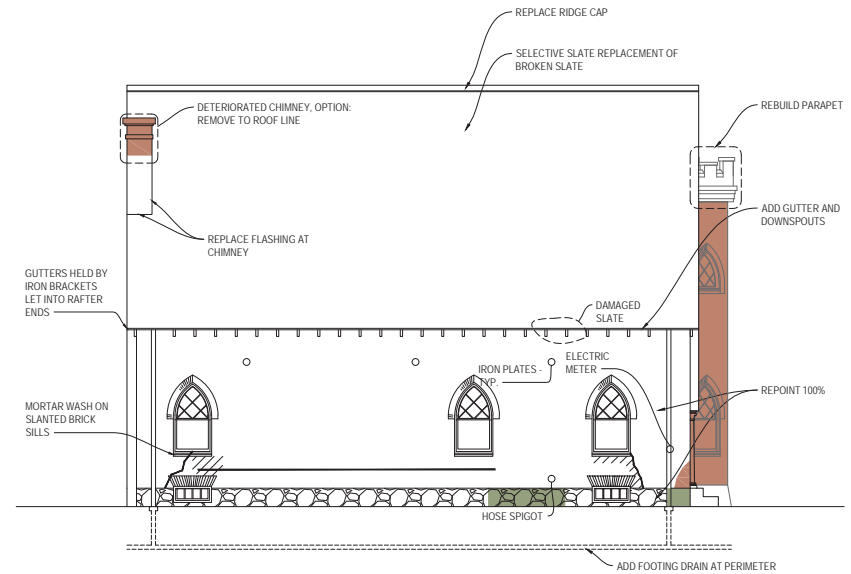 REPLACE RIDGE CAP
SELECTIVE SLATE REPLACEMENT OF
BROKEN SLATE
DETERIORATED CHIMNEY, OPTION:
REMOVE TO ROOF LINE
REBUILD PARAPET
ADD GUTTER AND
DOWNSPOUTS
REPLACE FLASHING AT
CHIMNEY
GUTTERS HELD BY
IRON BRACKETS
LET INTO RAFTER
ENDS
DAMAGED
SLATE
ELECTRIC
METER
IRON PLATES -
TYP.
REPOINT 100%
MORTAR WASH ON
SLANTED BRICK
SILLS
HOSE SPIGOT
ADD FOOTING DRAIN AT PERIMETER